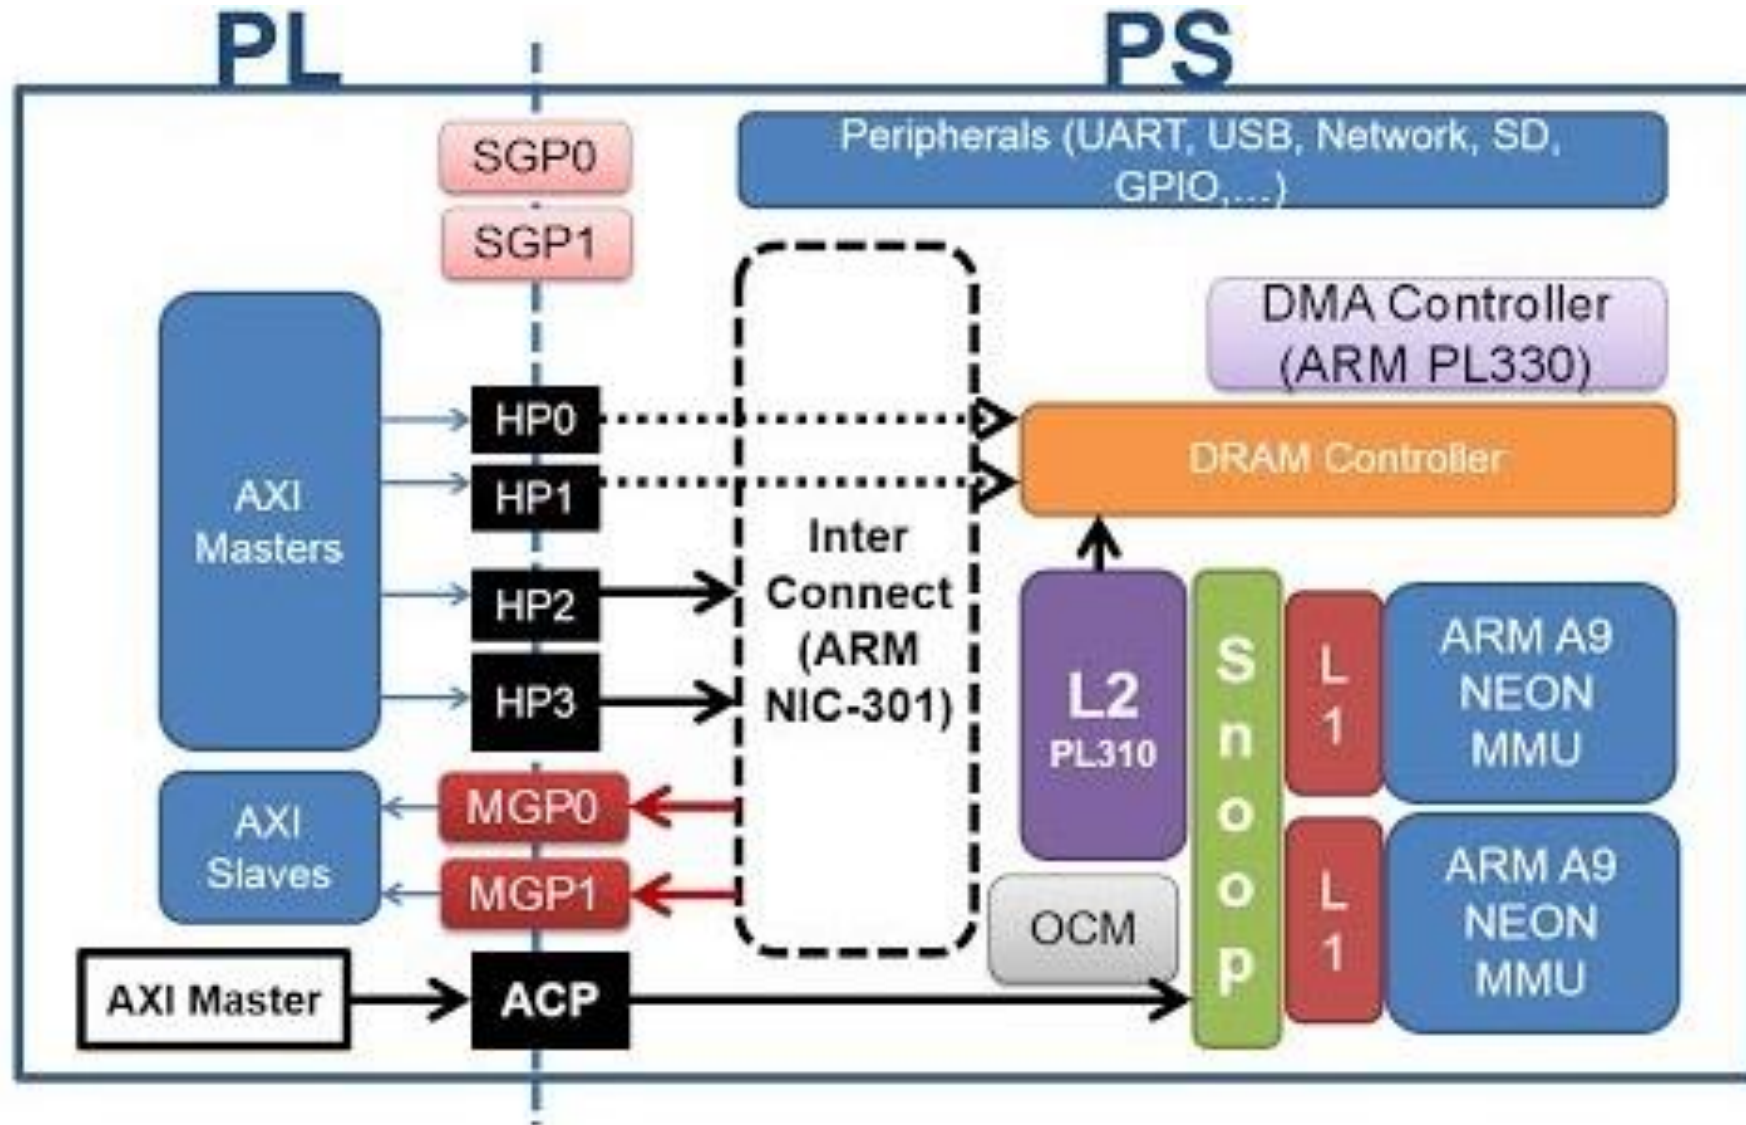 PL
PS
SGP0
SGP1
Peripherals (UART, USB, Network, SD,
GPIO,...)
DMA Controller
(ARM PL330)
AXI
Masters
HP0
HP1
HP2
HP3
Inter
Connect
(ARM
NIC-301)
DRAM Controller
L2
PL310
S
n
o
o
p
L
1
ARM A9
NEON
MMU
L
1
ARM A9
NEON
MMU
AXI
Slaves
MGP0
MGP1
OCM
AXI Master
ACP